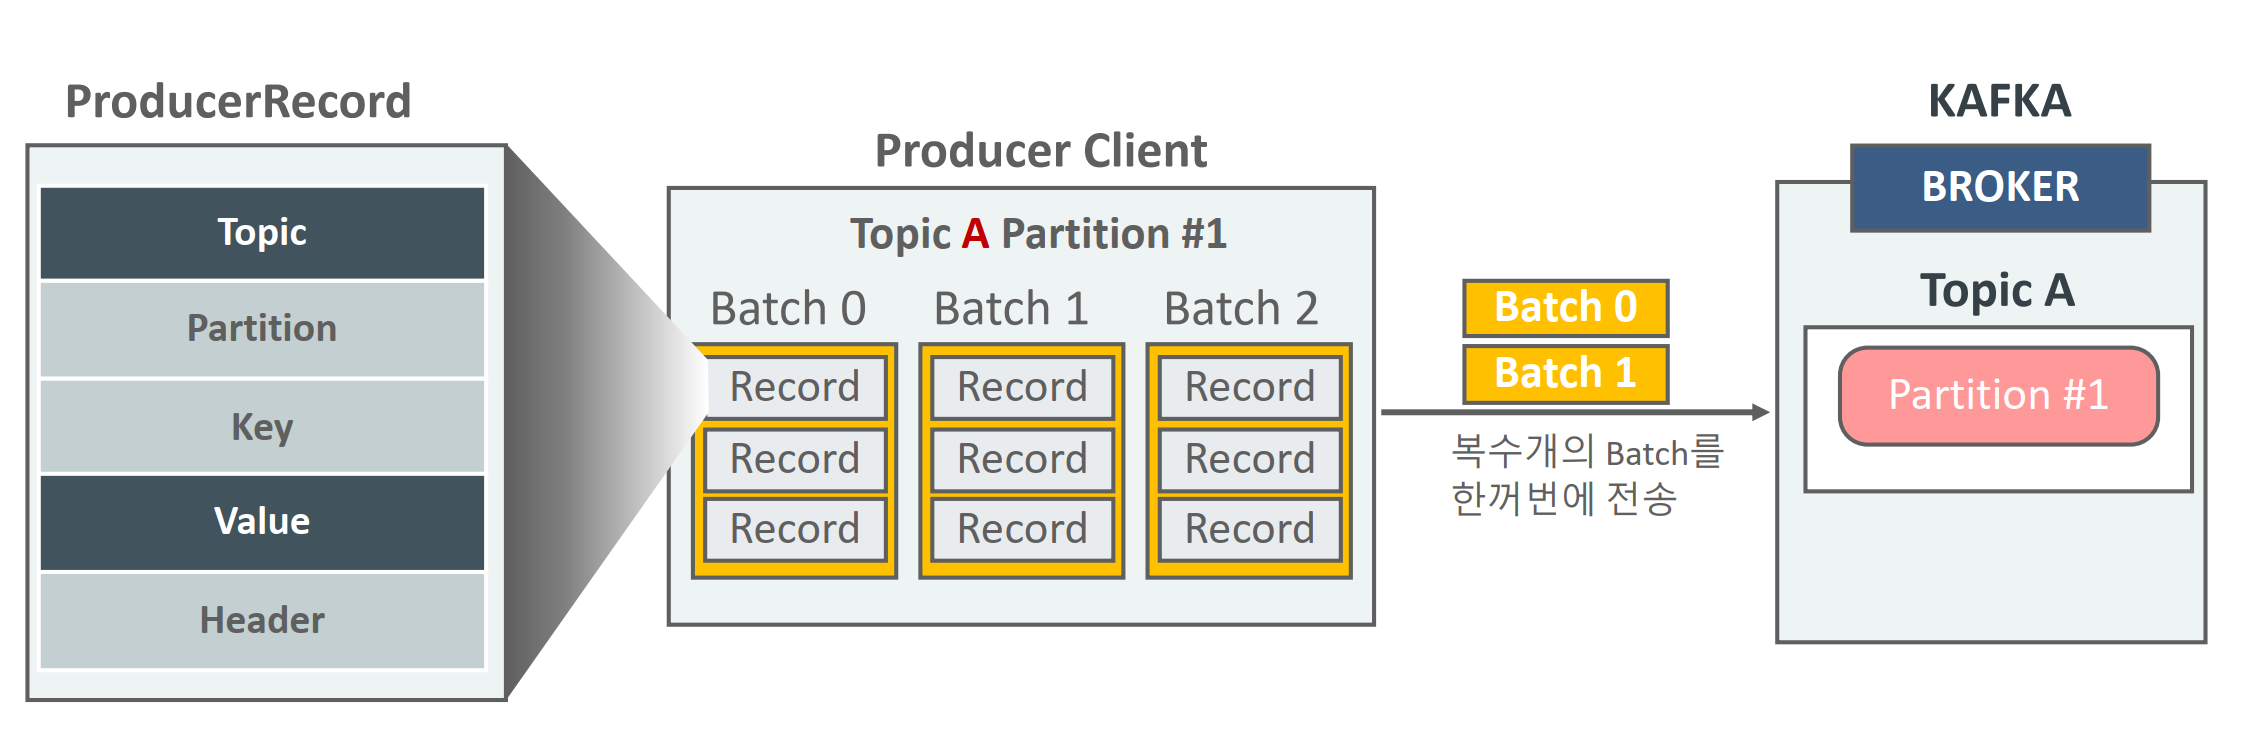 ProducerRecord
Topic
Partition
Key
Value
Header
Producer Client
Topic A Partition #1
Batch 0
Record
Record
Record
Batch 1
Record
Record
Record
Batch 2
Record
Record
Record
Batch 0
Batch 1
복수개의 Batch를
한꺼번에 전송
KAFKA
BROKER
Topic A
Partition #1